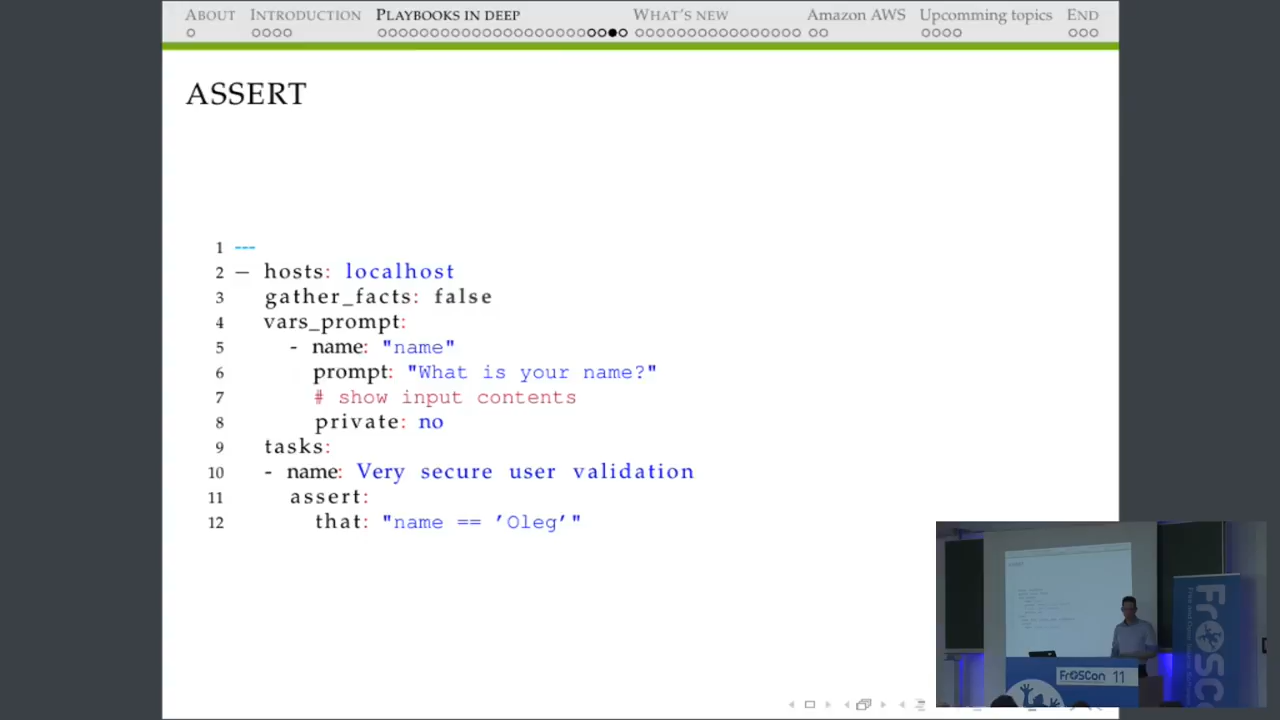 ABOUT INTRODUCTION PLAYBOOKS IN DEEP WHAT'S NEW Amazon AWS Upcomming topics END
ASSERT
1 ---
2 – hosts: localhost
3 gather_facts: false
4 vars_prompt:
5 - name: "name"
6 prompt: "What is your name?"
7 # show input contents
8 private: no
9 tasks:
10 - name: Very secure user validation
11 assert:
12 that: "name == ’Oleg’"
FrOSCon 11
FrOSCo